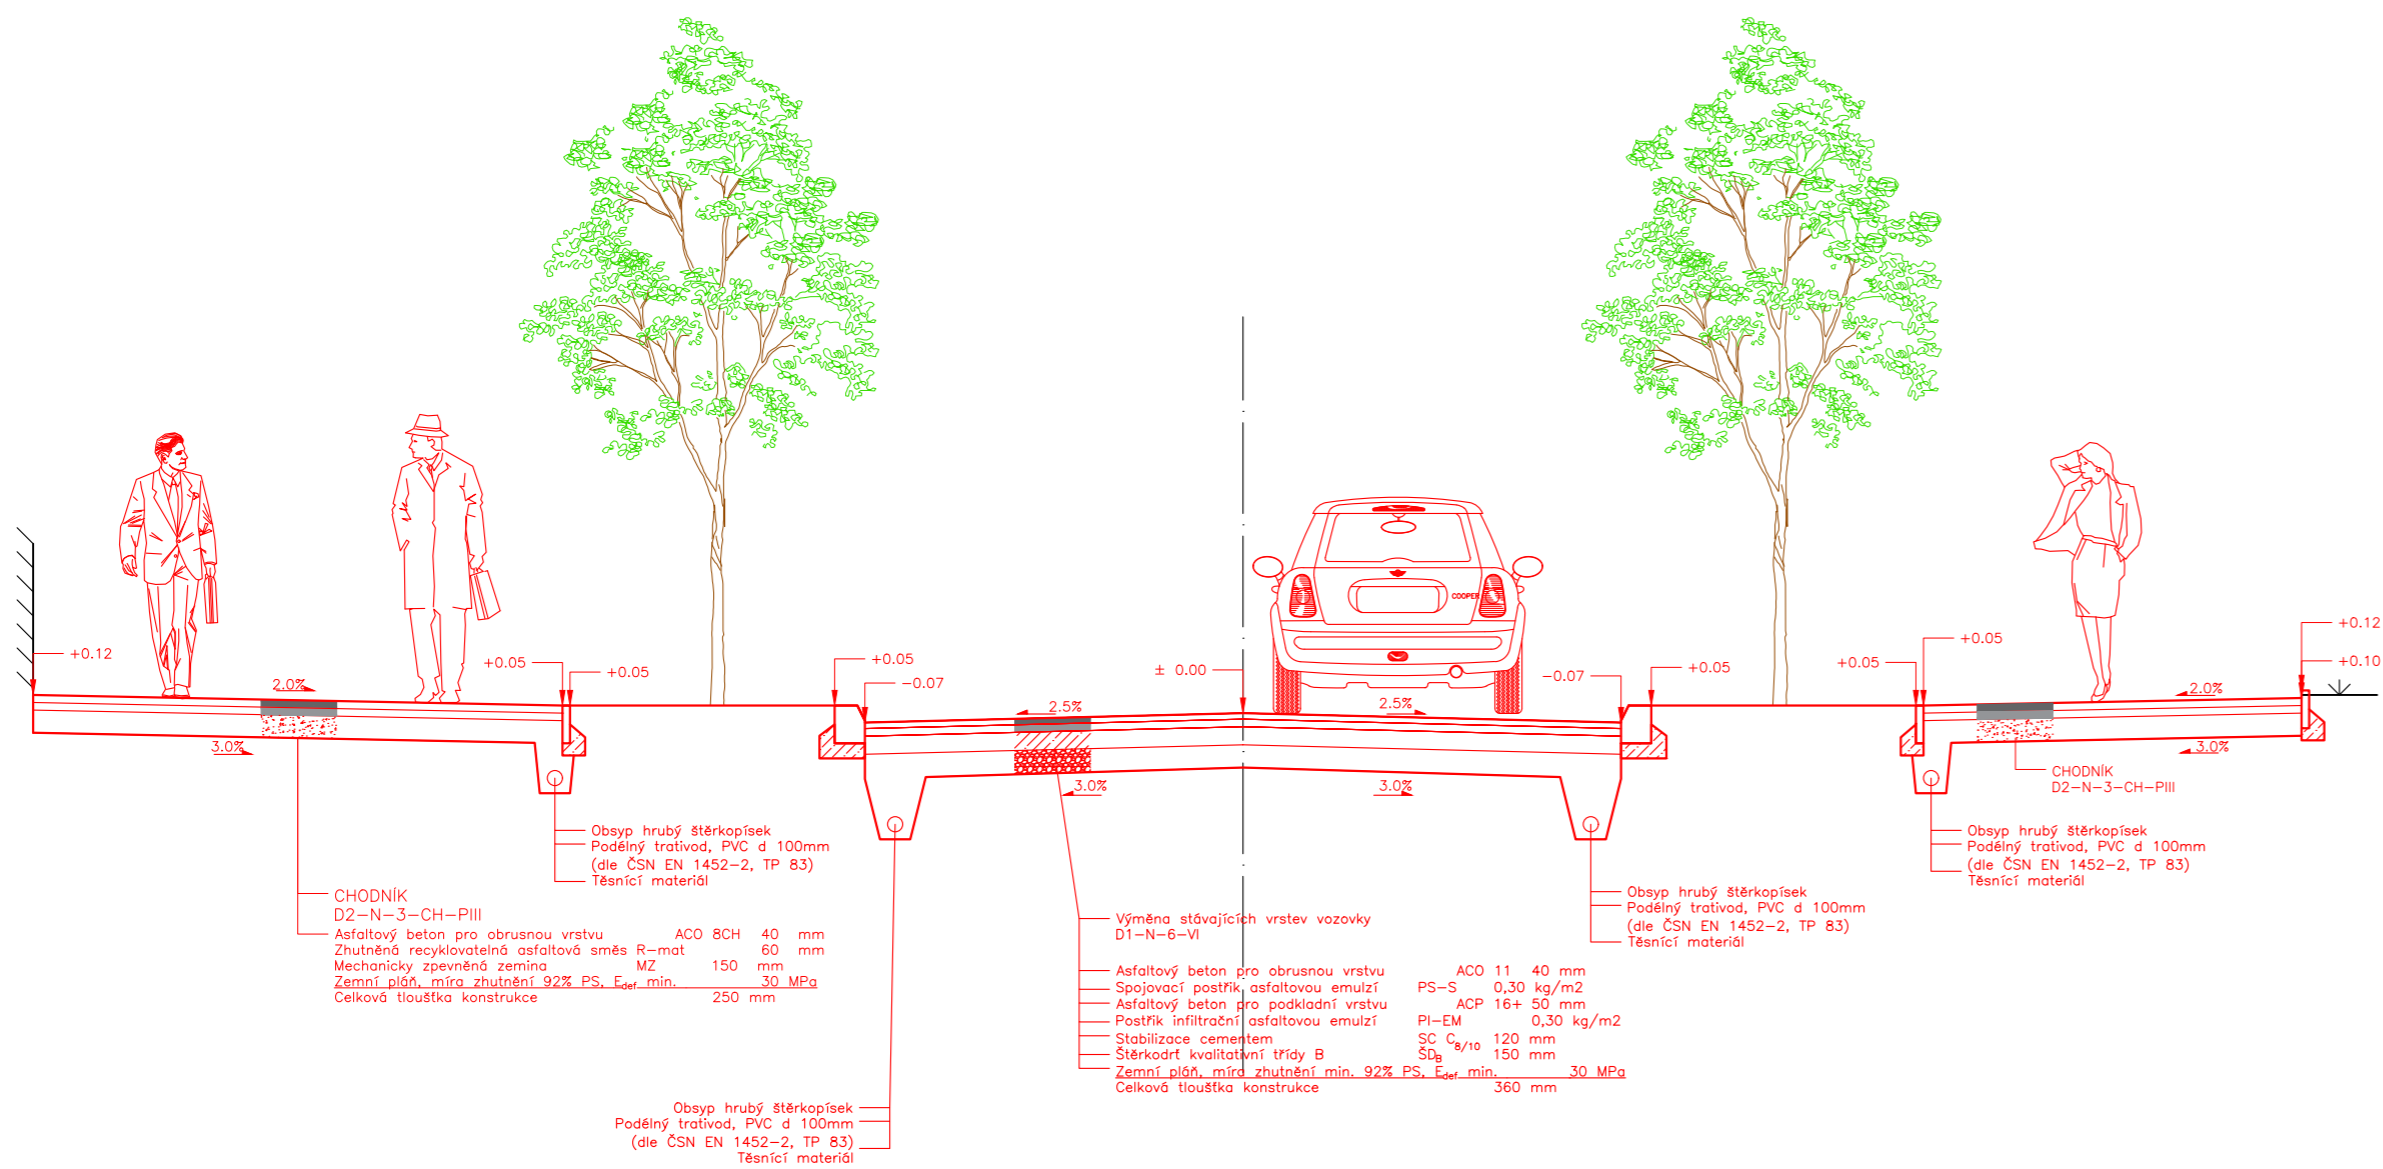 COOPER
+0.12
+0.05
+0.05
2.0%
3.0%
+0.05
-0.07
± 0.00
2.5%
2.5%
3.0%
3.0%
-0.07
+0.05
+0.05
+0.05
+0.12
+0.10
2.0%
3.0%
CHODNÍK
D2-N-3-CH-PIII
Obsyp hrubý štěrkopísek
Podélný trativod, PVC d 100mm
(dle ČSN EN 1452-2, TP 83)
Těsnící materiál
CHODNÍK
D2-N-3-CH-PIII
Asfaltový beton pro obrusnou vrstvu ACO 8CH 40 mm
Zhutněná recyklovatelná asfaltová směs R-mat 60 mm
Mechanicky zpevněná zemina MZ 150 mm
Zemní pláň, míra zhutnění 92% PS, Edef min. 30 MPa
Celková tloušťka konstrukce 250 mm
Obsyp hrubý štěrkopísek
Podélný trativod, PVC d 100mm
(dle ČSN EN 1452-2, TP 83)
Těsnící materiál
Výměna stávajících vrstev vozovky
D1-N-6-VI
Asfaltový beton pro obrusnou vrstvu ACO 11 40 mm
Spojovací postřik asfaltovou emulzí PS-S 0,30 kg/m2
Asfaltový beton pro podkladní vrstvu ACP 16+ 50 mm
Postřik infiltrační asfaltovou emulzí PI-EM 0,30 kg/m2
Stabilizace cementem SC C8/10 120 mm
Štěrkodrť kvalitativní třídy B ŠDB 150 mm
Zemní pláň, míra zhutnění min. 92% PS, Edef min. 30 MPa
Celková tloušťka konstrukce 360 mm
Obsyp hrubý štěrkopísek
Podélný trativod, PVC d 100mm
(dle ČSN EN 1452-2, TP 83)
Těsnící materiál
Obsyp hrubý štěrkopísek
Podélný trativod, PVC d 100mm
(dle ČSN EN 1452-2, TP 83)
Těsnící materiál